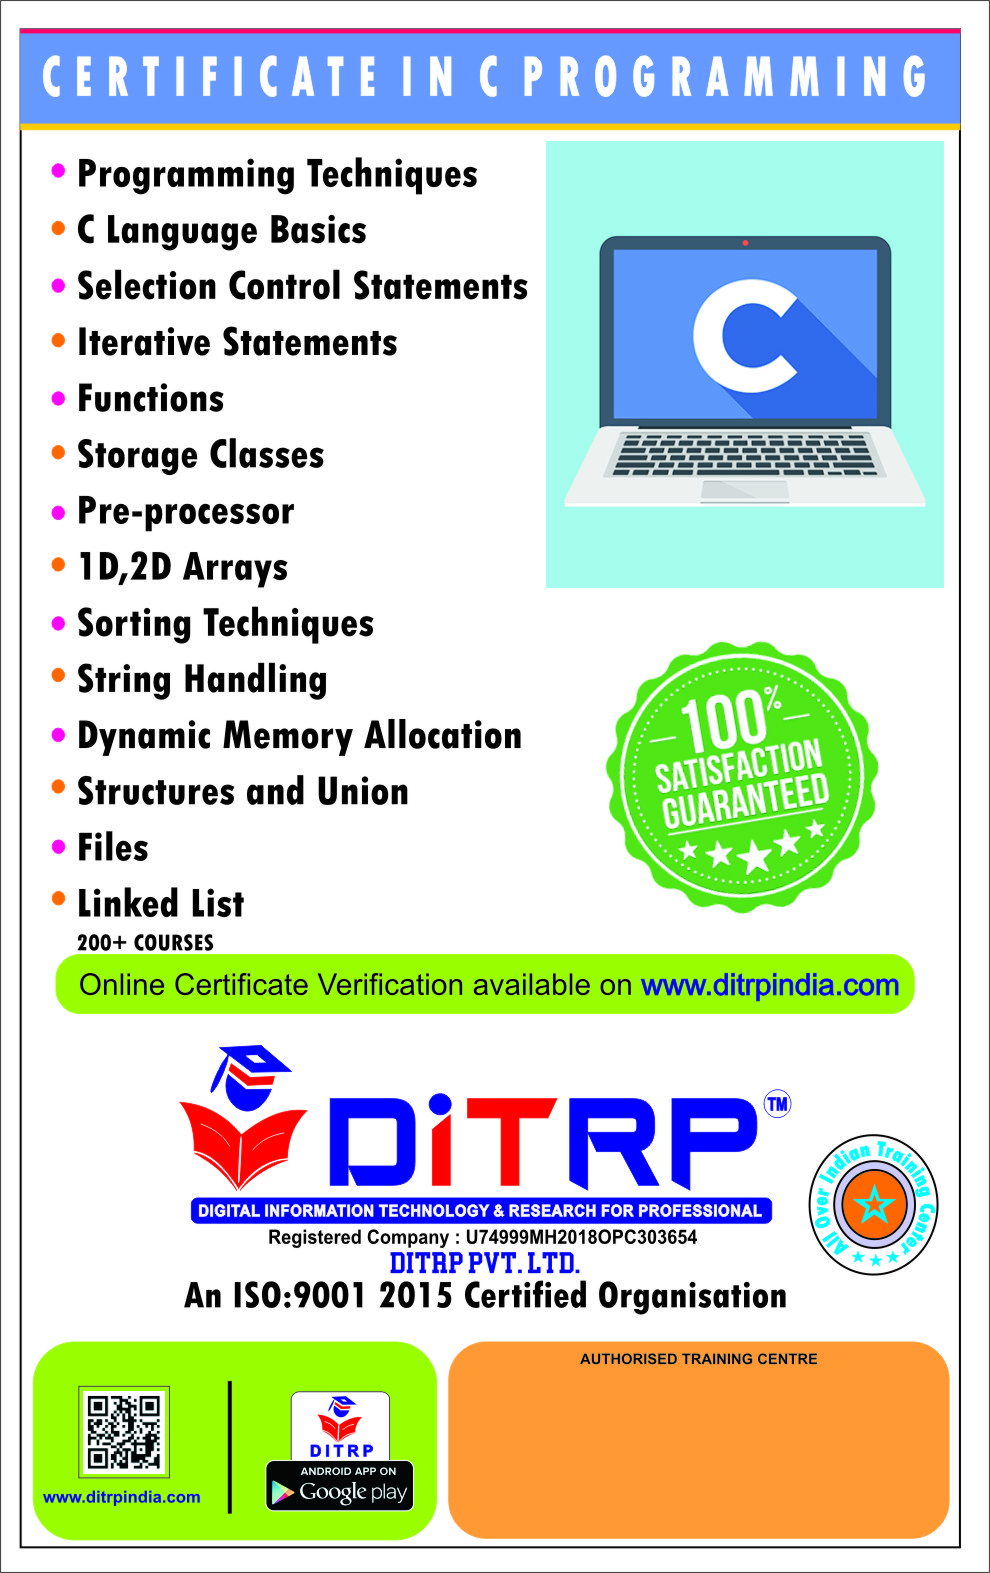 CERTIFICATE IN C PROGRAMMING
Programming Techniques
C Language Basics
Selection Control Statements
Iterative Statements
Functions
Storage Classes
Pre-processor
1D,2D Arrays
Sorting Techniques
String Handling
Dynamic Memory Allocation
Structures and Union
Files
Linked List
200+ COURSES
C
100%
SATISFACTION
GUARANTEED
Online Certificate Verification available on www.ditrpindia.com
DiTRP TM
DIGITAL INFORMATION TECHNOLOGY & RESEARCH FOR PROFESSIONAL
Registered Company : U74999MH2018OPC303654
DITRP PVT. LTD.
An ISO:9001 2015 Certified Organisation
All Over Indian Training Center
www.ditrpindia.com
DITRP
ANDROID APP ON
Google play
AUTHORISED TRAINING CENTRE